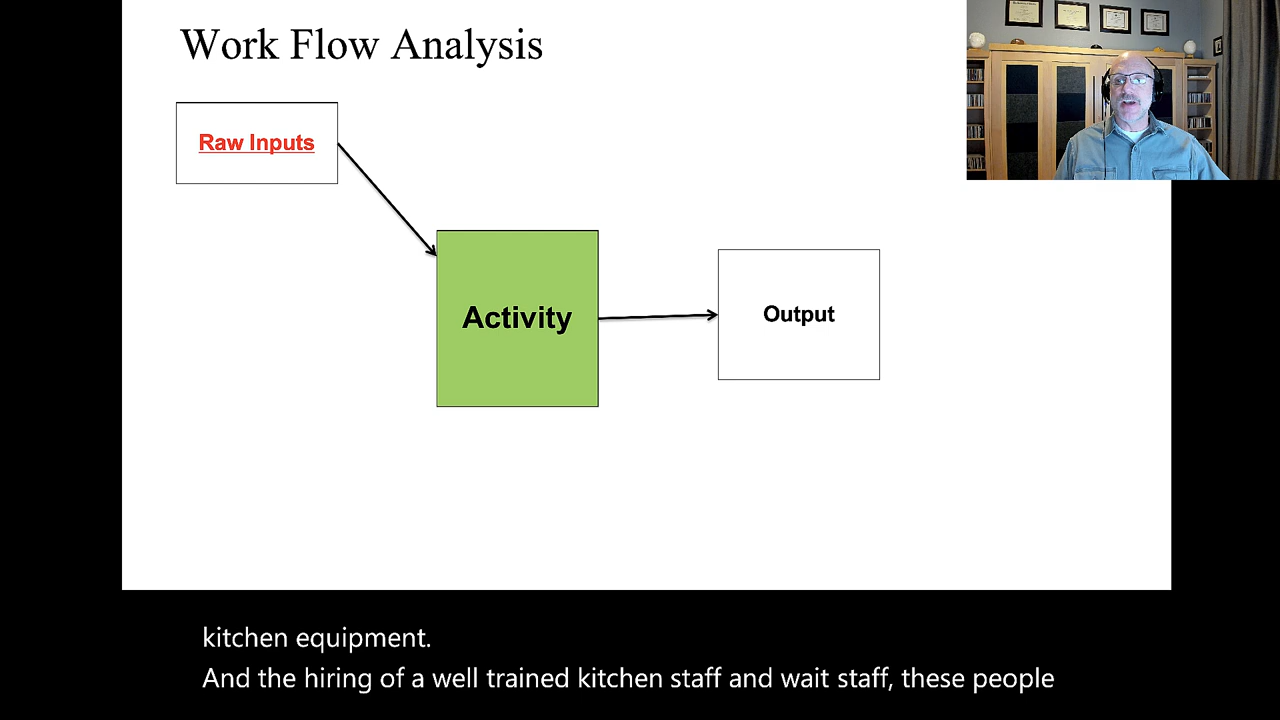 Work Flow Analysis
Raw Inputs
Activity
Output
kitchen equipment.
And the hiring of a well trained kitchen staff and wait staff, these people